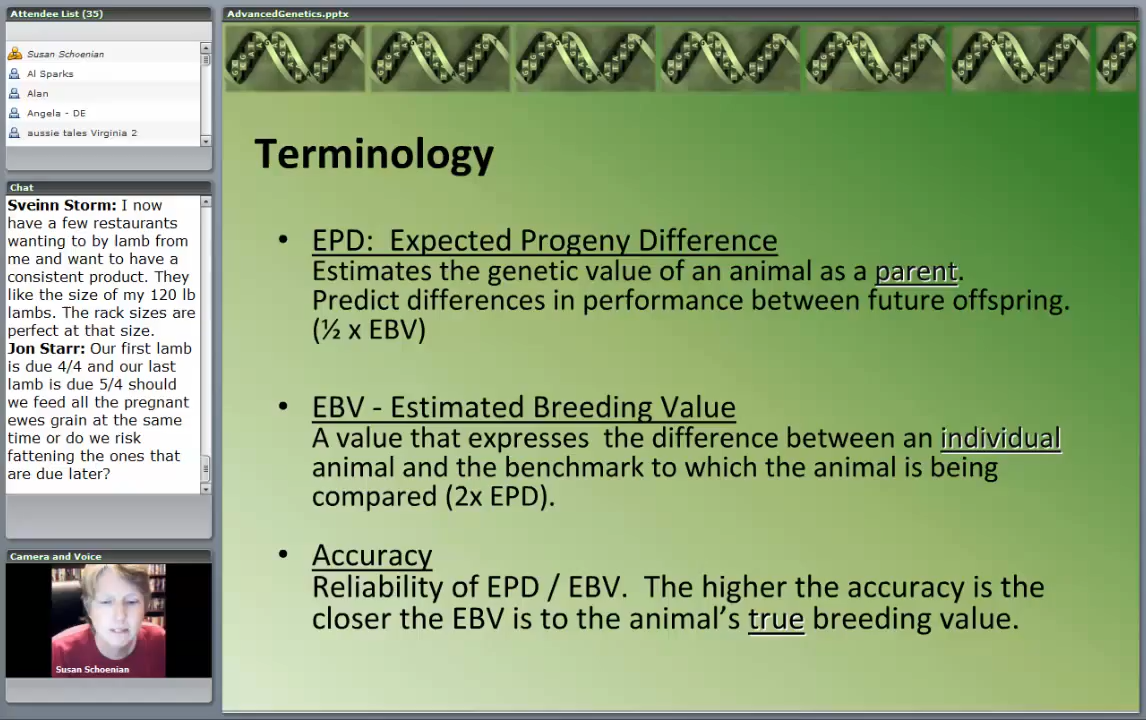 Attendee List (35)
Susan Schoenian
Al Sparks
Alan
Angela - DE
aussie tales Virginia 2
Chat
Sveinn Storm: I now
have a few restaurants
wanting to by lamb from
me and want to have a
consistent product. They
like the size of my 120 lb
lambs. The rack sizes are
perfect at that size.
Jon Starr: Our first lamb
is due 4/4 and our last
lamb is due 5/4 should
we feed all the pregnant
ewes grain at the same
time or do we risk
fattening the ones that
are due later?
Camera and Voice
Susan Schoenian
AdvancedGenetics.pptx
Terminology
• EPD: Expected Progeny Difference
Estimates the genetic value of an animal as a parent.
Predict differences in performance between future offspring.
(½ x EBV)
• EBV - Estimated Breeding Value
A value that expresses the difference between an individual
animal and the benchmark to which the animal is being
compared (2x EPD).
• Accuracy
Reliability of EPD / EBV. The higher the accuracy is the
closer the EBV is to the animal’s true breeding value.